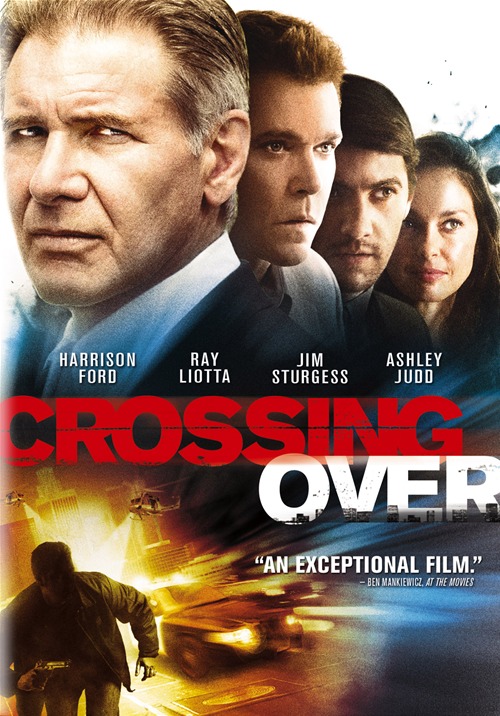 HARRISON FORD
RAY LIOTTA
JIM STURGESS
ASHLEY JUDD
CROSSING
OVER
“AN EXCEPTIONAL FILM.”
– BEN MANKIEWICZ, AT THE MOVIES